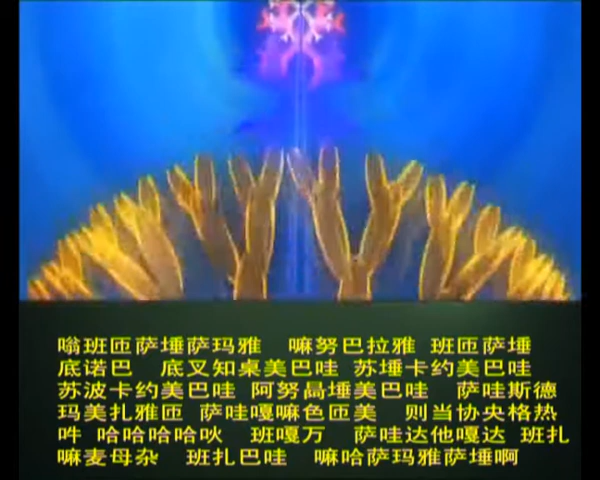 嗡班匝萨埵萨玛雅 嘛努巴拉雅 班匝萨埵
底诺巴 底叉知桌美巴哇 苏埵卡约美巴哇
苏波卡约美巴哇 阿努晶埵美巴哇 萨哇斯德
玛美扎雅匝 萨哇嘎嘛色匝美 则当协央格热
吽 哈哈哈哈伙 班嘎万 萨哇达他嘎达 班扎
嘛麦母杂 班扎巴哇 嘛哈萨玛雅萨埵啊